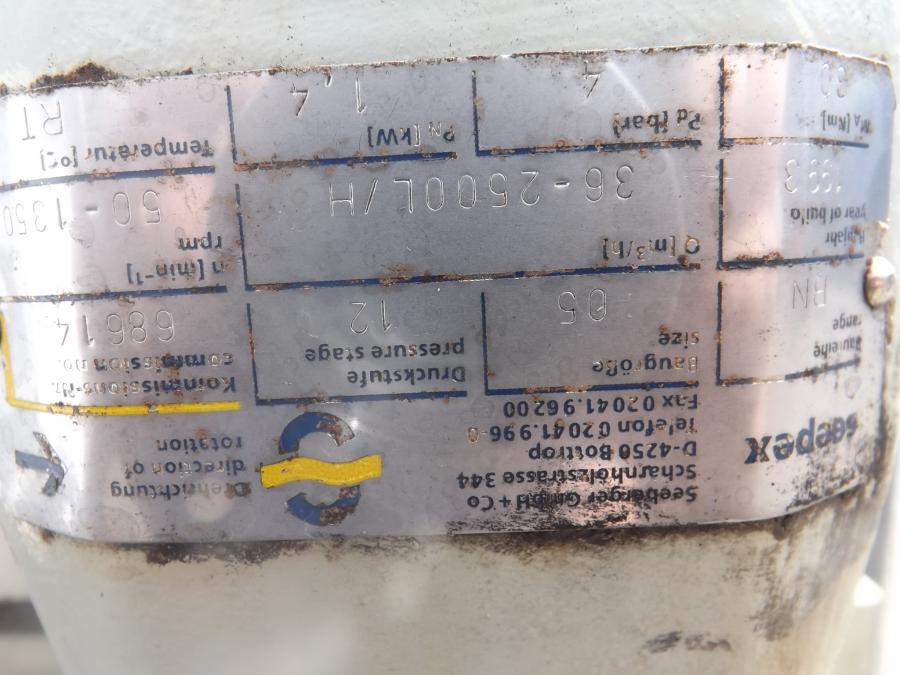 seepex
Seeberger GmbH + Co
Scharnhölzstrasse 344
D-4250 Bottrop
Telefon 02041.996-0
Fax 02041.96200
Drehrichtung
direction of
rotation
Baureihe
range
BN
Baugröße
size
05
Druckstufe
pressure stage
12
Kommissions-Nr.
commission no.
68614
Baujahr
year of build
1993
Q [m³/h]
36-2500L/H
n [min⁻¹]
rpm
50-1350
MA [Nm]
Pd [bar]
4
PN [kW]
1,4
Temperatur [°C]
RT